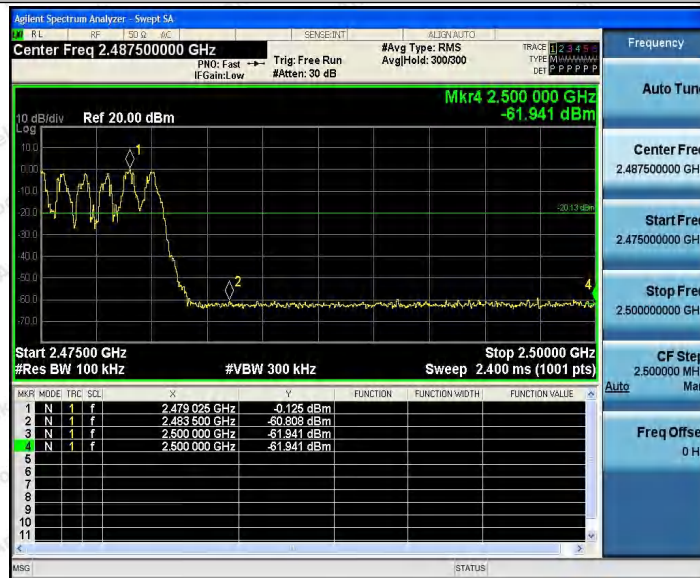 Agilent Spectrum Analyzer - Swept SA
RL RF 50 Ω AC SENSE:INT ALIGN AUTO
Center Freq 2.487500000 GHz
PNO: Fast
IFGain:Low
Trig: Free Run
#Atten: 30 dB
#Avg Type: RMS
Avg|Hold: 300/300
TRACE 1 2 3 4 5 6
TYPE M
DET P P P P P P
Mkr4 2.500 000 GHz
-61.941 dBm
10 dB/div Ref 20.00 dBm
Log
10.0
0.00
-10.0
-20.0
-30.0
-40.0
-50.0
-60.0
-70.0
1
2
4
-20.13 dBm
Start 2.47500 GHz
Stop 2.50000 GHz
#Res BW 100 kHz #VBW 300 kHz Sweep 2.400 ms (1001 pts)
MKR MODE TRC SCL X Y FUNCTION FUNCTION WIDTH FUNCTION VALUE
1 N 1 f 2.479 025 GHz -0.125 dBm
2 N 1 f 2.483 500 GHz -60.808 dBm
3 N 1 f 2.500 000 GHz -61.941 dBm
4 N 1 f 2.500 000 GHz -61.941 dBm
5
6
7
8
9
10
11
MSG STATUS
Frequency
Auto Tune
Center Freq
2.487500000 GH
Start Freq
2.475000000 GH
Stop Freq
2.500000000 GH
CF Step
2.500000 MH
Auto Man
Freq Offse
0 H